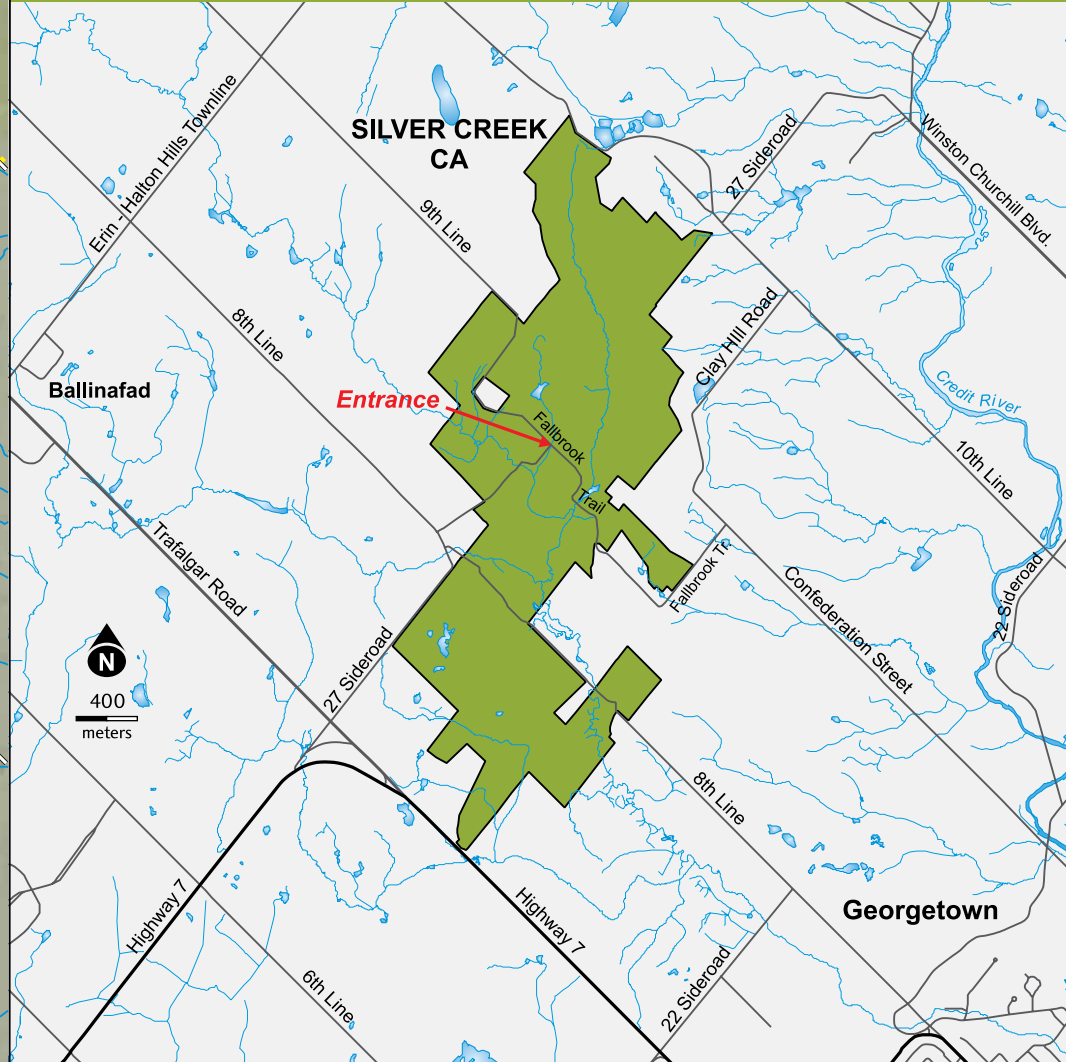 SILVER CREEK
CA
27 Sideroad
Winston Churchill Blvd.
Erin - Halton Hills Townline
9th Line
8th Line
Clay Hill Road
Ballinafad
Entrance
Fallbrook
Trail
Credit River
10th Line
Trafalgar Road
Fallbrook Tr.
Confederation Street
22 Sideroad
N
400
meters
27 Sideroad
8th Line
Highway 7
Highway 7
Georgetown
22 Sideroad
6th Line